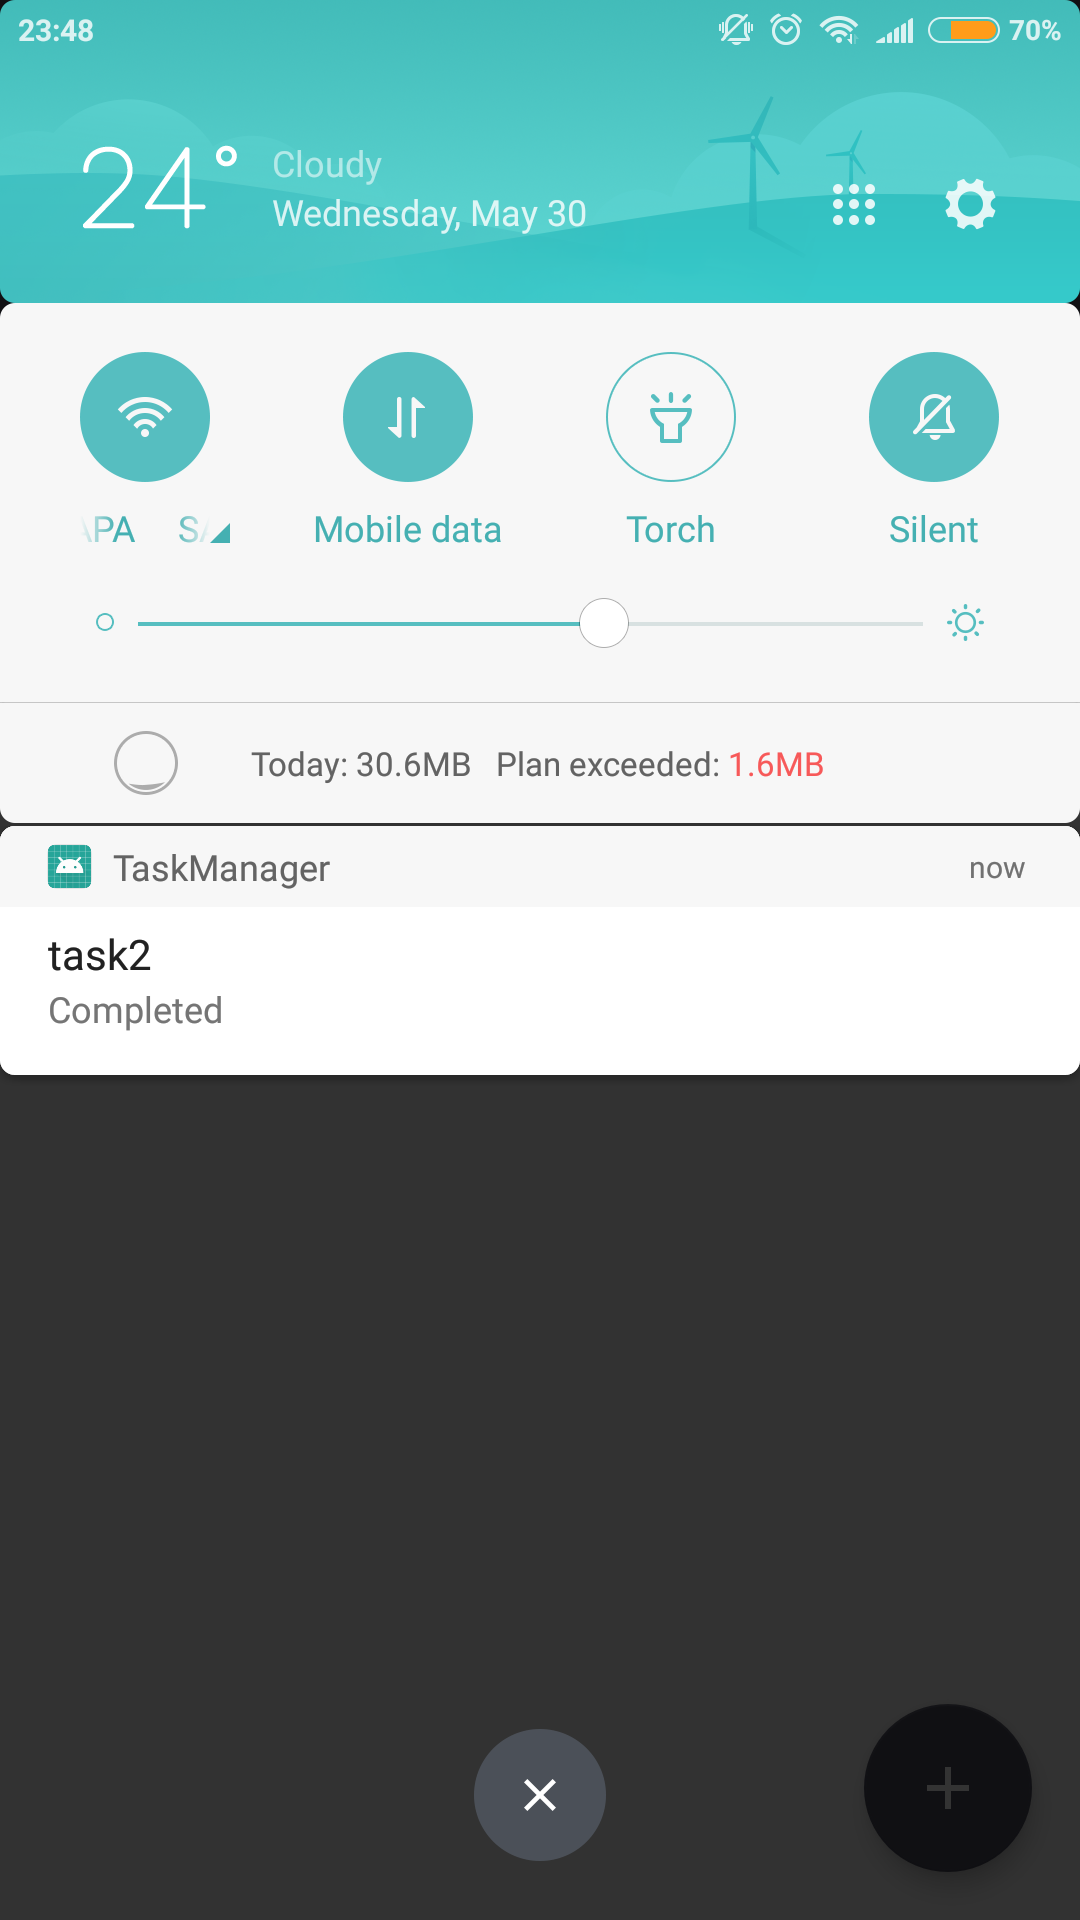 23:48 70%
24° Cloudy
Wednesday, May 30
Mobile data Torch Silent
Today: 30.6MB Plan exceeded: 1.6MB
TaskManager now
task2
Completed